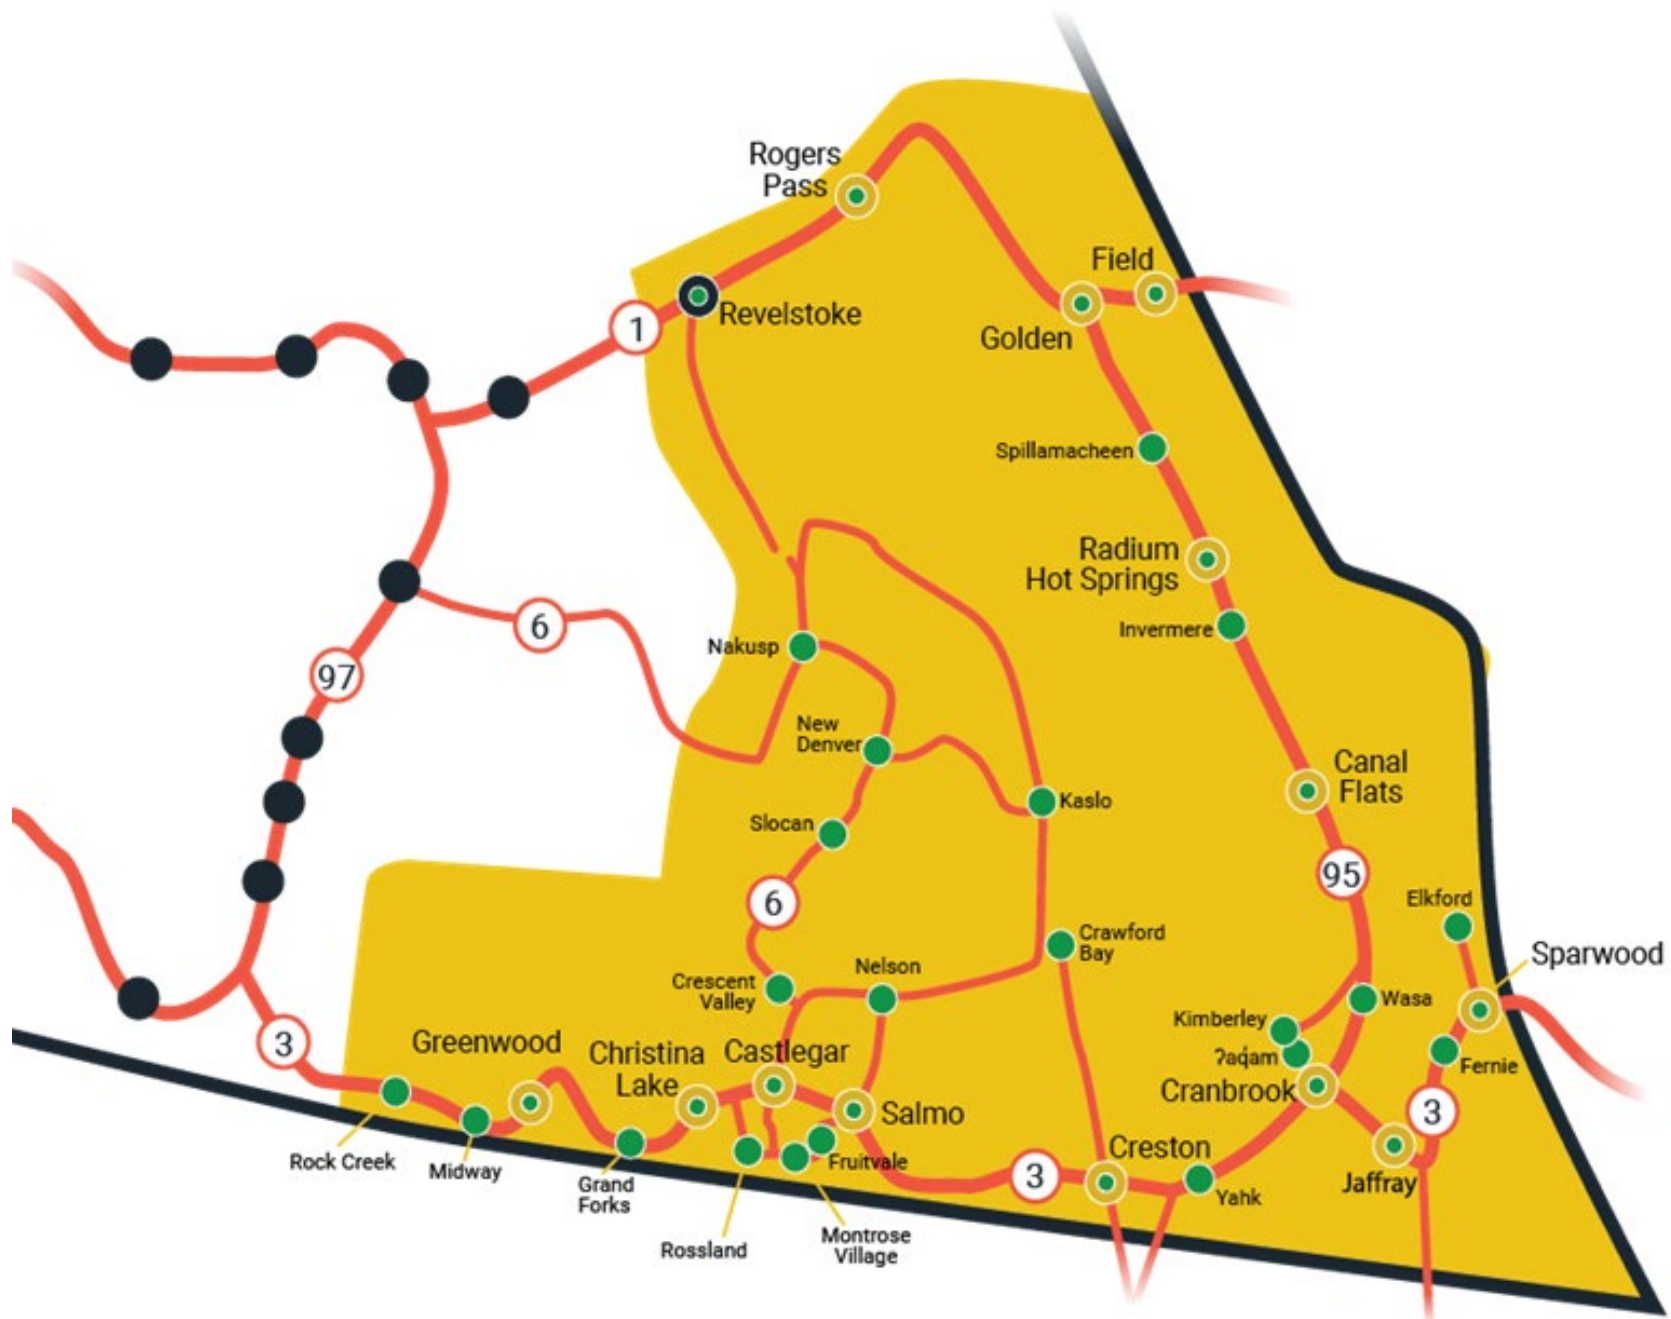 Rogers
Pass
Field
Revelstoke
1
Golden
Spillamacheen
Radium
Hot Springs
6
Invermere
Nakusp
97
New
Denver
Canal
Flats
Kaslo
Slocan
95
6
Elkford
Crawford
Bay
Sparwood
Nelson
Crescent
Valley
Wasa
Kimberley
3
Greenwood
Christina
Lake
Castlegar
ʔaq̓am
Fernie
Cranbrook
Salmo
3
Creston
Rock Creek
Midway
Fruitvale
3
Jaffray
Grand
Forks
Yahk
Rossland
Montrose
Village